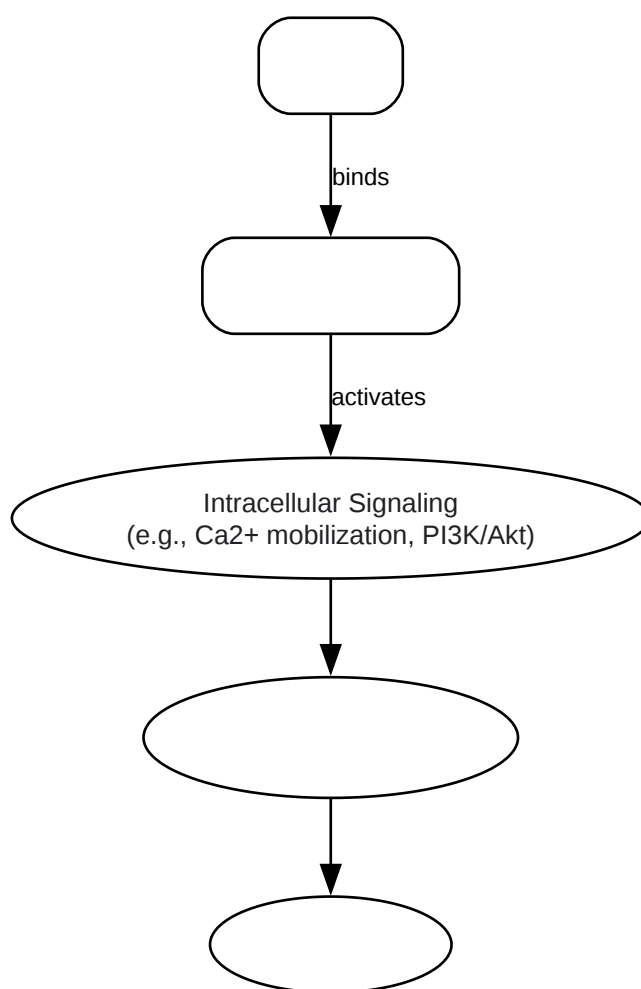 binds
activates
Intracellular Signaling
(e.g., Ca2+ mobilization, PI3K/Akt)